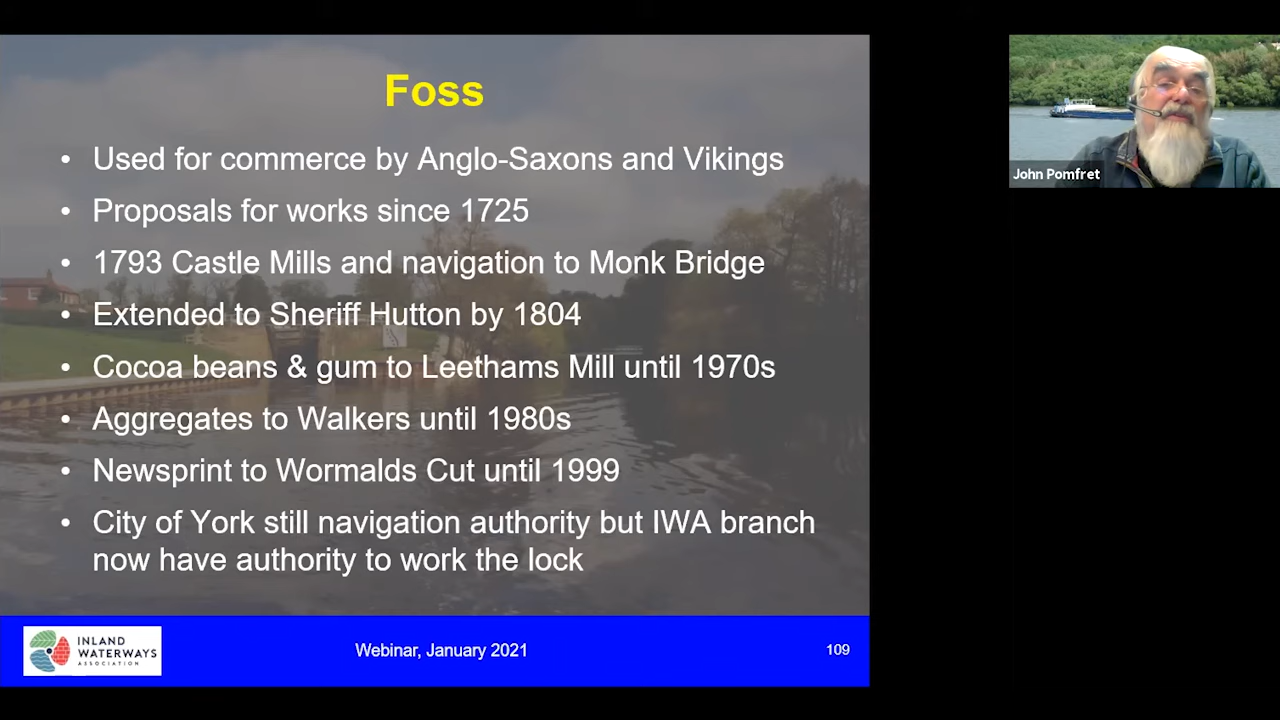 Foss
• Used for commerce by Anglo-Saxons and Vikings
• Proposals for works since 1725
• 1793 Castle Mills and navigation to Monk Bridge
• Extended to Sheriff Hutton by 1804
• Cocoa beans & gum to Leethams Mill until 1970s
• Aggregates to Walkers until 1980s
• Newsprint to Wormalds Cut until 1999
• City of York still navigation authority but IWA branch
now have authority to work the lock
INLAND
WATERWAYS
ASSOCIATION
Webinar, January 2021
109
John Pomfret